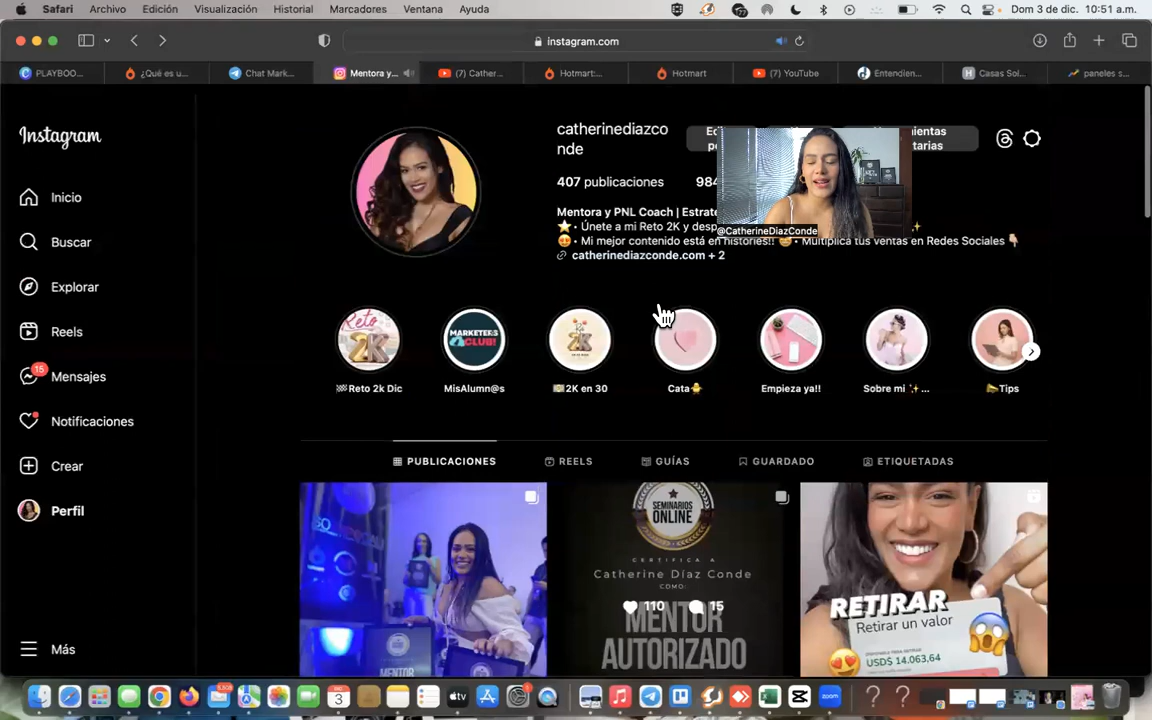 Safari Archivo Edición Visualización Historial Marcadores Ventana Ayuda Dom 3 de dic. 10:51 a.m.
instagram.com
PLAYBOO... ¿Qué es u... Chat Mark... Mentora y... (7) Cather... Hotmart:... Hotmart (7) YouTube Entendien... Casas Sol... paneles s...
Instagram
Inicio
Buscar
Explorar
Reels
15
Mensajes
Notificaciones
Crear
Perfil
Más
catherinediazco
nde
407 publicaciones 984
Mentora y PNL Coach | Estrate
• Únete a mi Reto 2K y desp
• Mi mejor contenido está en histories!! • Multiplica tus ventas en Redes Sociales
catherinediazconde.com + 2
@CatherineDiazConde
Reto 2K
MARKETERS CLUB!
2K
Reto 2k Dic MisAlumn@s 2K en 30 Cata Empieza ya!! Sobre mi ... Tips
PUBLICACIONES REELS GUÍAS GUARDADO ETIQUETADAS
MENTOR
SEMINARIOS
ONLINE
CERTIFICA A
Catherine Díaz Conde
COMO:
110 15
MENTOR
AUTORIZADO
RETIRAR
Retirar un valor
USD$ 14.063,64